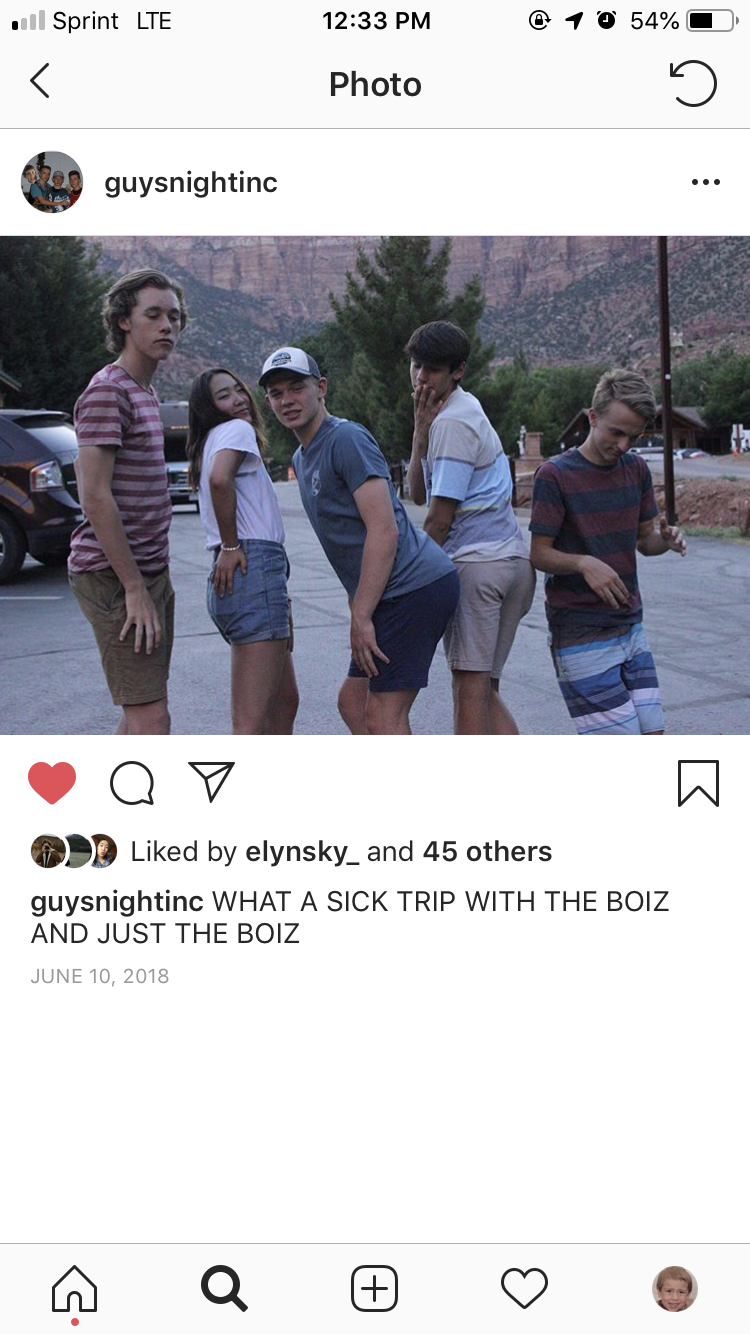 Sprint LTE 12:33 PM 54%
Photo
guysnightinc
Liked by elynsky_ and 45 others
guysnightinc WHAT A SICK TRIP WITH THE BOIZ
AND JUST THE BOIZ
JUNE 10, 2018